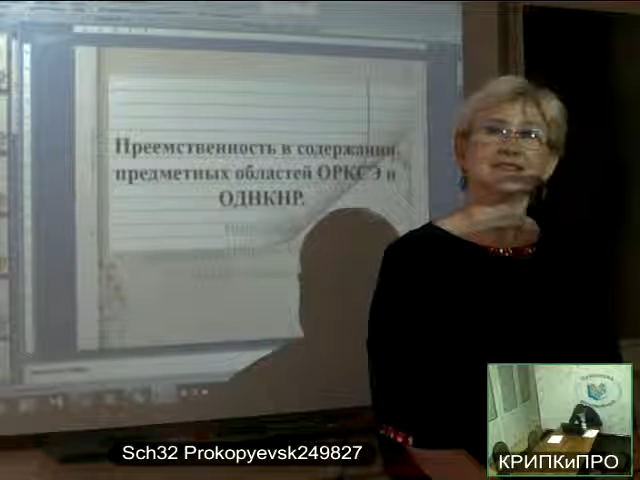 Преемственность в содержании
предметных областей ОРКСЭ и
ОДНКНР.
Sch32 Prokopyevsk249827
КРИПКиПРО